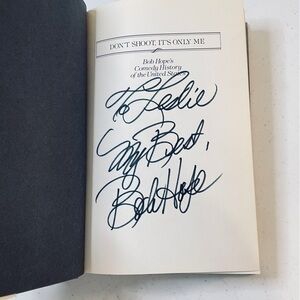 DON'T SHOOT, IT'S ONLY ME
Bob Hope's
Comedy History
of the United States
To Leslie
My Best,
Bob Hope